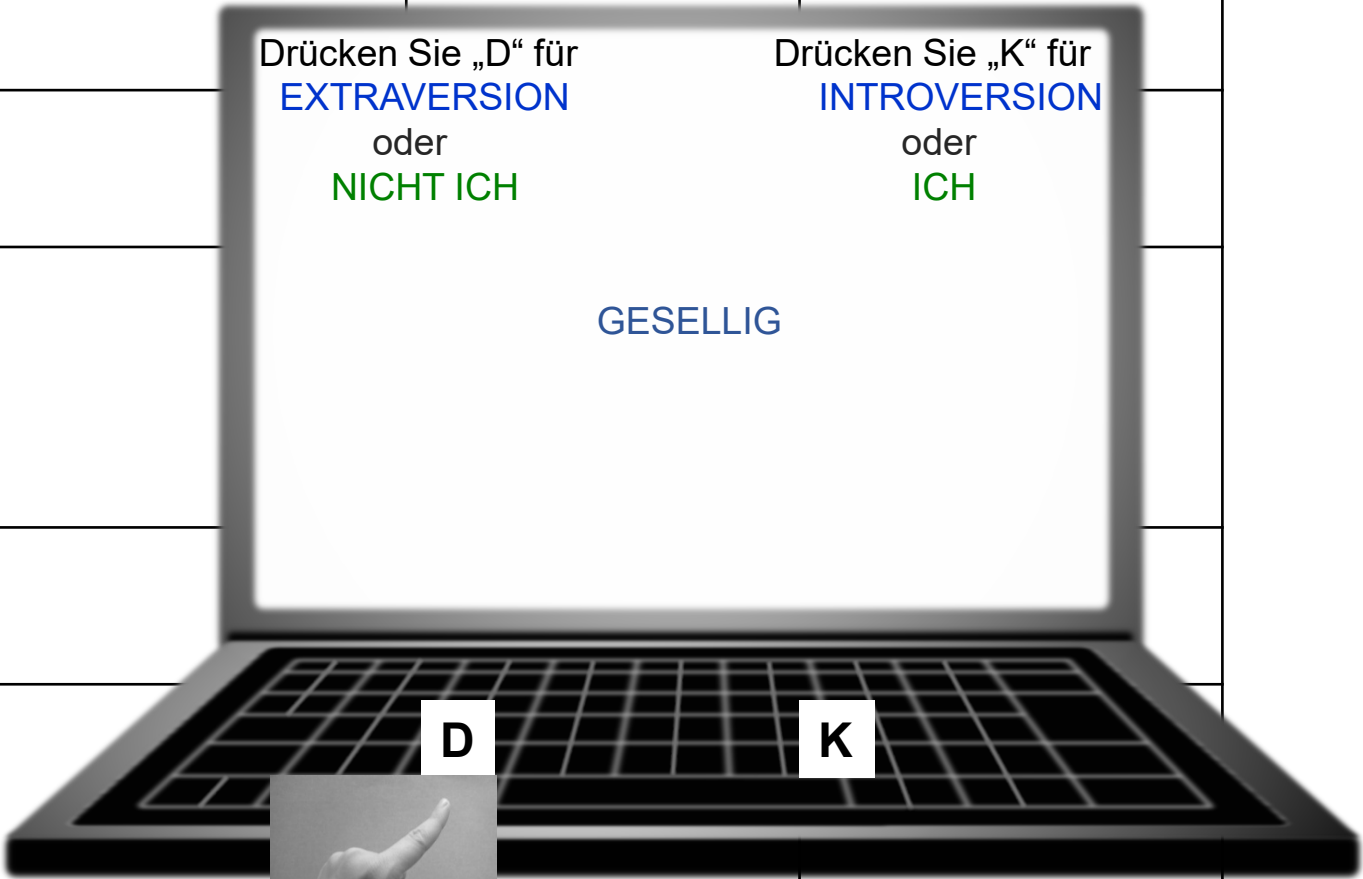 Drücken Sie „D“ für
EXTRAVERSION
oder
NICHT ICH
Drücken Sie „K“ für
INTROVERSION
oder
ICH
GESELLIG
D
K